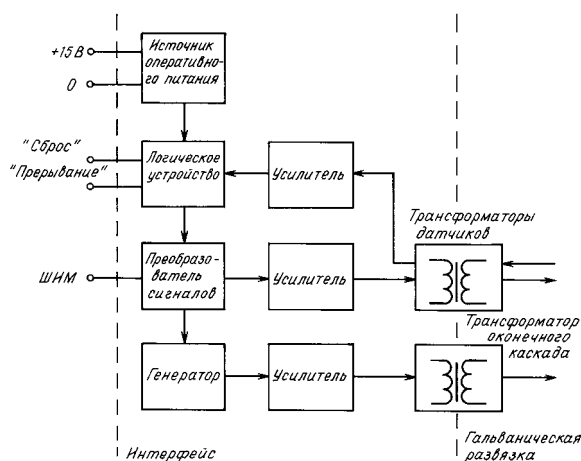 +15 В
0
Источник
оперативно-
го питания
"Сброс"
"Прерывание"
Логическое
устройство
Усилитель
Трансформаторы
датчиков
ШИМ
Преобразо-
ватель
сигналов
Усилитель
Трансформатор
оконечного
каскада
Генератор
Усилитель
Интерфейс
Гальваническая
развязка